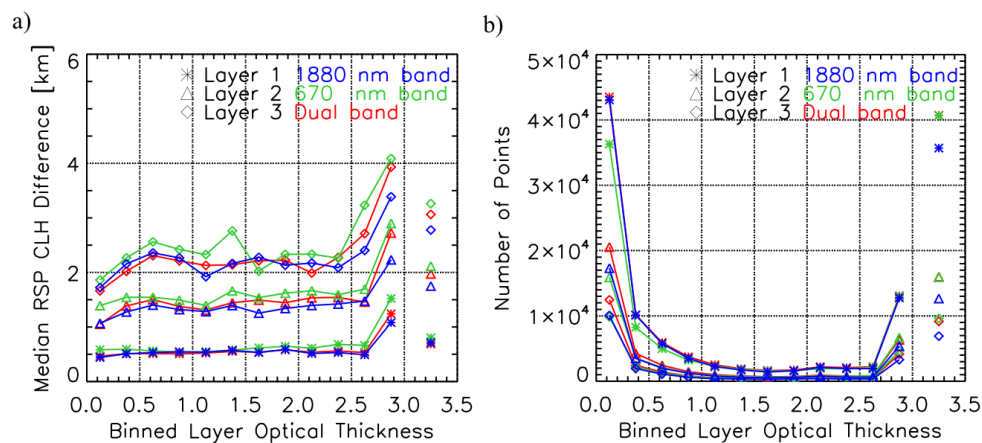 a)
6
4
2
0
Median RSP CLH Difference [km]
Layer 1 1880 nm band
Layer 2 670 nm band
Layer 3 Dual band
0.0 0.5 1.0 1.5 2.0 2.5 3.0 3.5
Binned Layer Optical Thickness
b)
5×10⁴
4×10⁴
3×10⁴
2×10⁴
1×10⁴
0
Number of Points
Layer 1 1880 nm band
Layer 2 670 nm band
Layer 3 Dual band
0.0 0.5 1.0 1.5 2.0 2.5 3.0 3.5
Binned Layer Optical Thickness